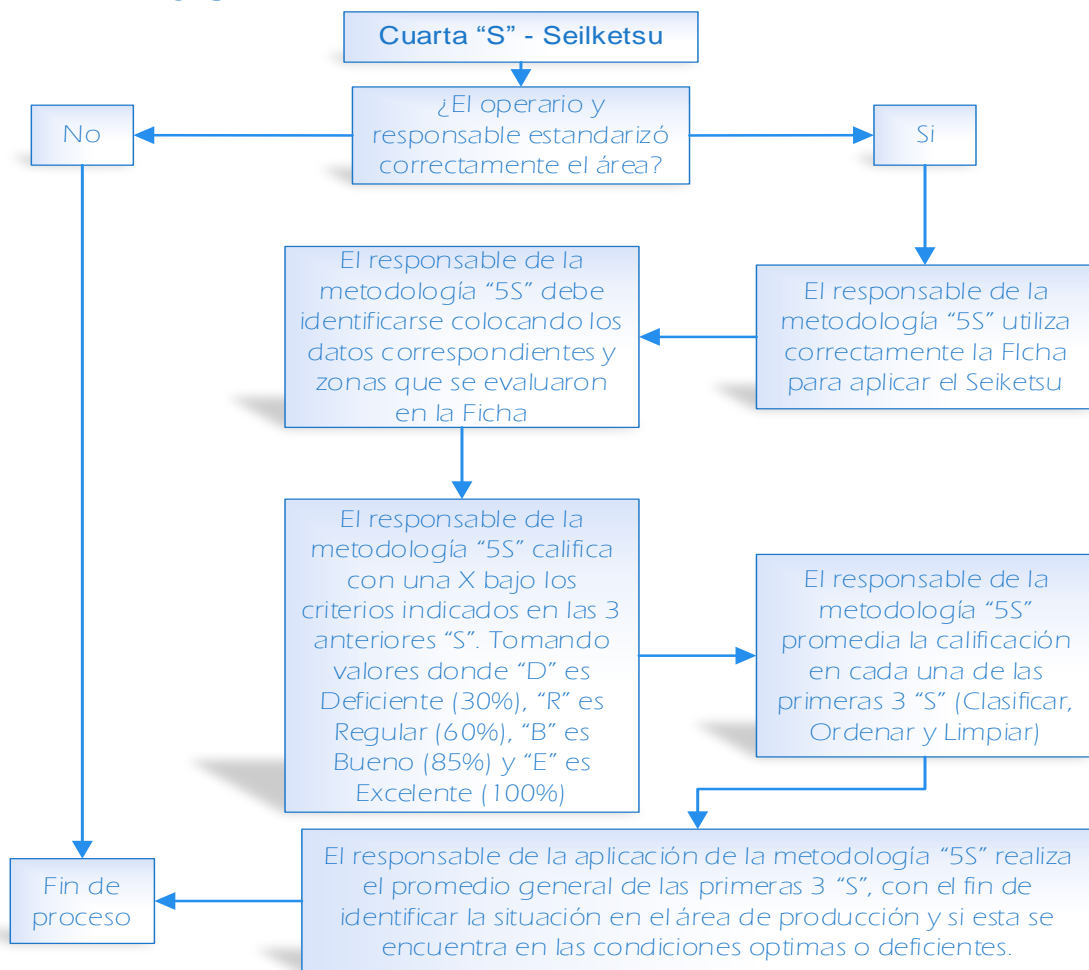 Cuarta “S” - Seilketsu
¿El operario y
responsable estandarizó
correctamente el área?
No
Si
El responsable de la
metodología “5S” utiliza
correctamente la FIcha
para aplicar el Seiketsu
El responsable de la
metodología “5S” debe
identificarse colocando los
datos correspondientes y
zonas que se evaluaron
en la Ficha
El responsable de la
metodología “5S” califica
con una X bajo los
criterios indicados en las 3
anteriores “S”. Tomando
valores donde “D” es
Deficiente (30%), “R” es
Regular (60%), “B” es
Bueno (85%) y “E” es
Excelente (100%)
El responsable de la
metodología “5S”
promedia la calificación
en cada una de las
primeras 3 “S” (Clasificar,
Ordenar y Limpiar)
El responsable de la aplicación de la metodología “5S” realiza
el promedio general de las primeras 3 “S”, con el fin de
identificar la situación en el área de producción y si esta se
encuentra en las condiciones optimas o deficientes.
Fin de
proceso